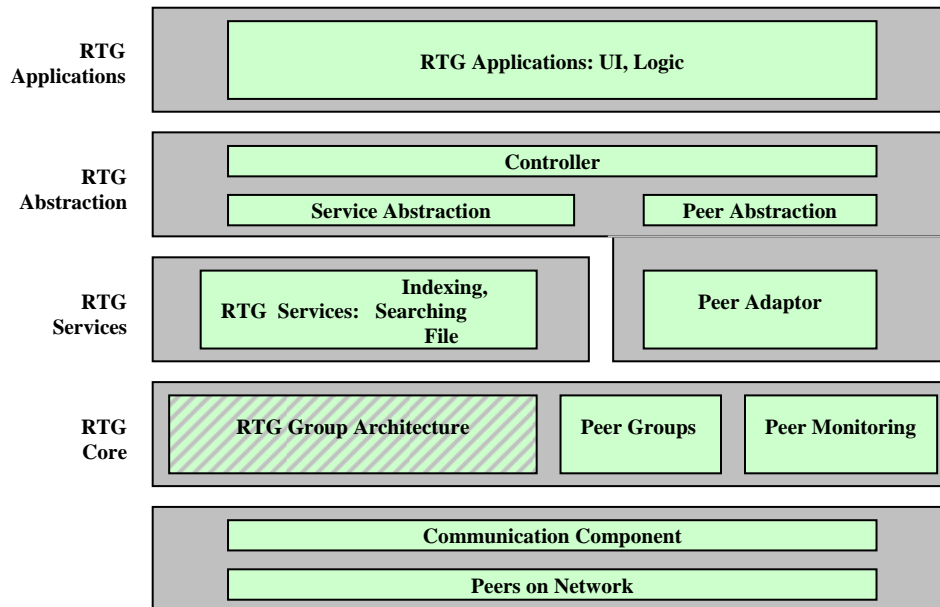 RTG
Applications
RTG Applications: UI, Logic
RTG
Abstraction
Controller
Service Abstraction
Peer Abstraction
RTG
Services
Indexing,
RTG Services: Searching
File
Peer Adaptor
RTG
Core
RTG Group Architecture
Peer Groups
Peer Monitoring
Communication Component
Peers on Network